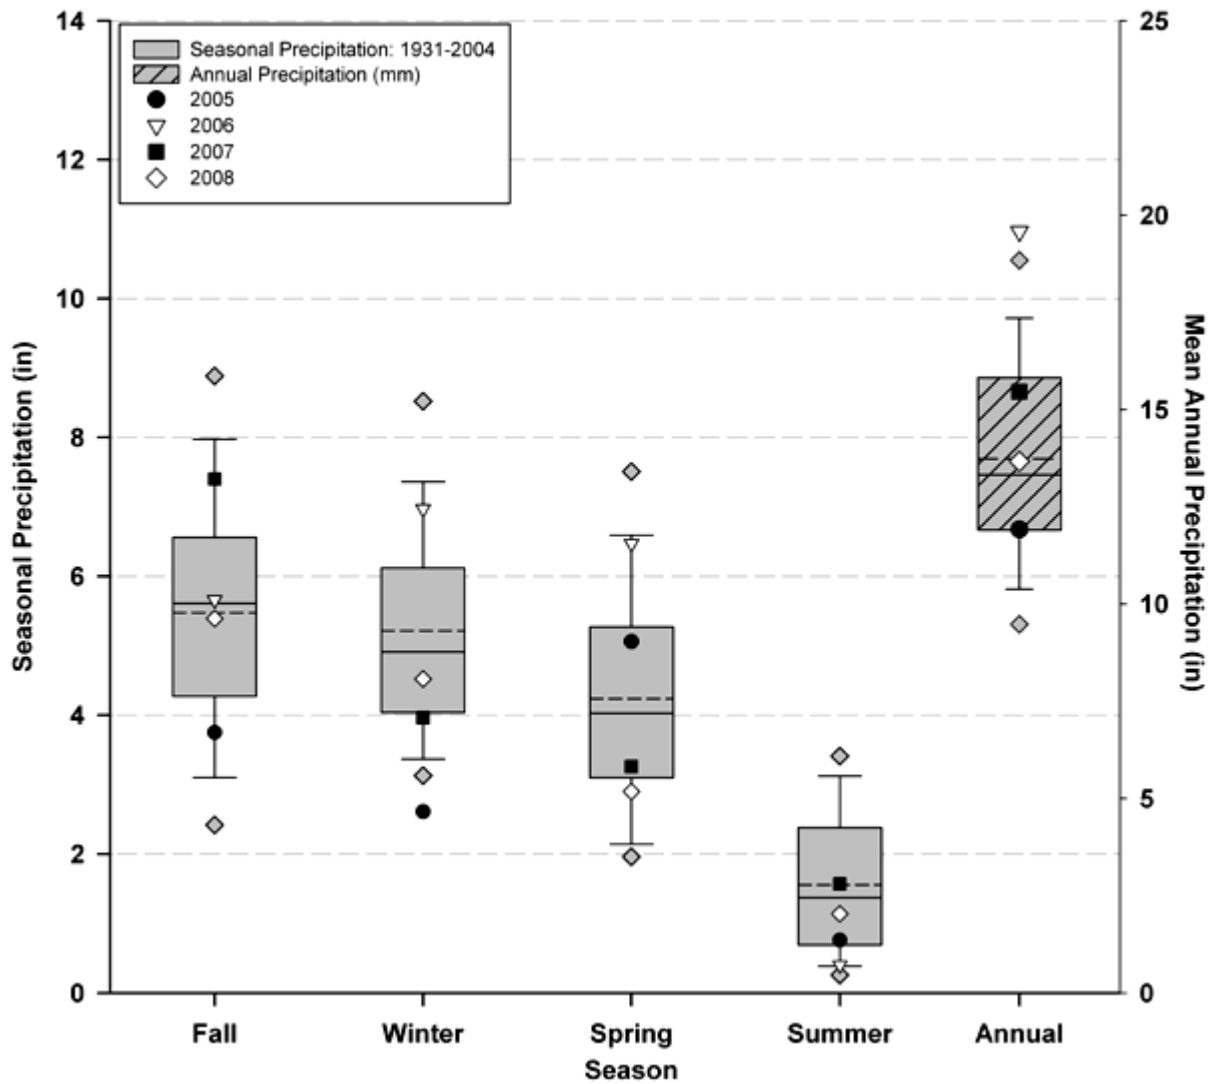 14
12
10
8
6
4
2
0
Seasonal Precipitation (in)
Seasonal Precipitation: 1931-2004
Annual Precipitation (mm)
2005
2006
2007
2008
25
20
15
10
5
0
Mean Annual Precipitation (in)
Fall
Winter
Spring
Summer
Annual
Season